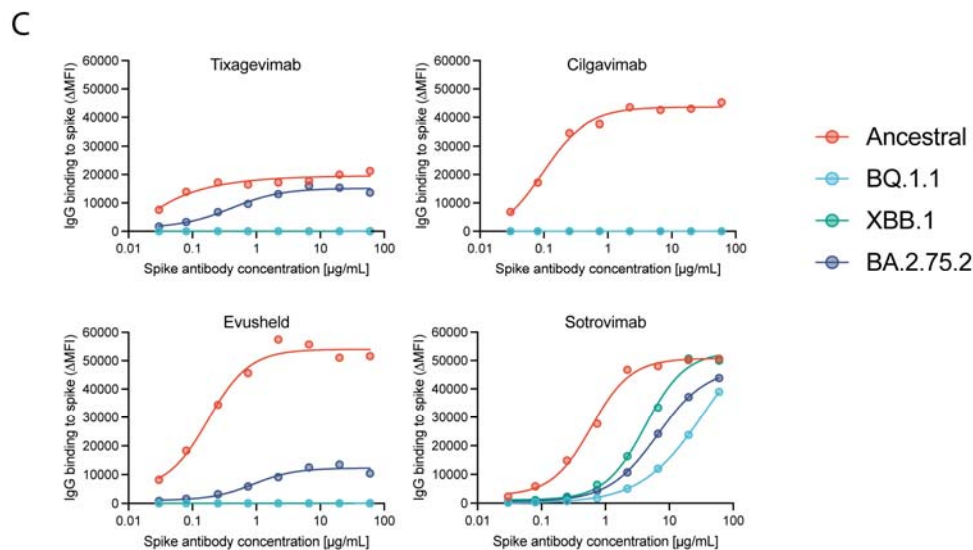 C
Tixagevimab
IgG binding to spike (ΔMFI)
60000
50000
40000
30000
20000
10000
0
0.01 0.1 1 10 100
Spike antibody concentration [µg/mL]
Cilgavimab
IgG binding to spike (ΔMFI)
60000
50000
40000
30000
20000
10000
0
0.01 0.1 1 10 100
Spike antibody concentration [µg/mL]
Ancestral
BQ.1.1
XBB.1
BA.2.75.2
Evusheld
IgG binding to spike (ΔMFI)
60000
50000
40000
30000
20000
10000
0
0.01 0.1 1 10 100
Spike antibody concentration [µg/mL]
Sotrovimab
IgG binding to spike (ΔMFI)
60000
50000
40000
30000
20000
10000
0
0.01 0.1 1 10 100
Spike antibody concentration [µg/mL]